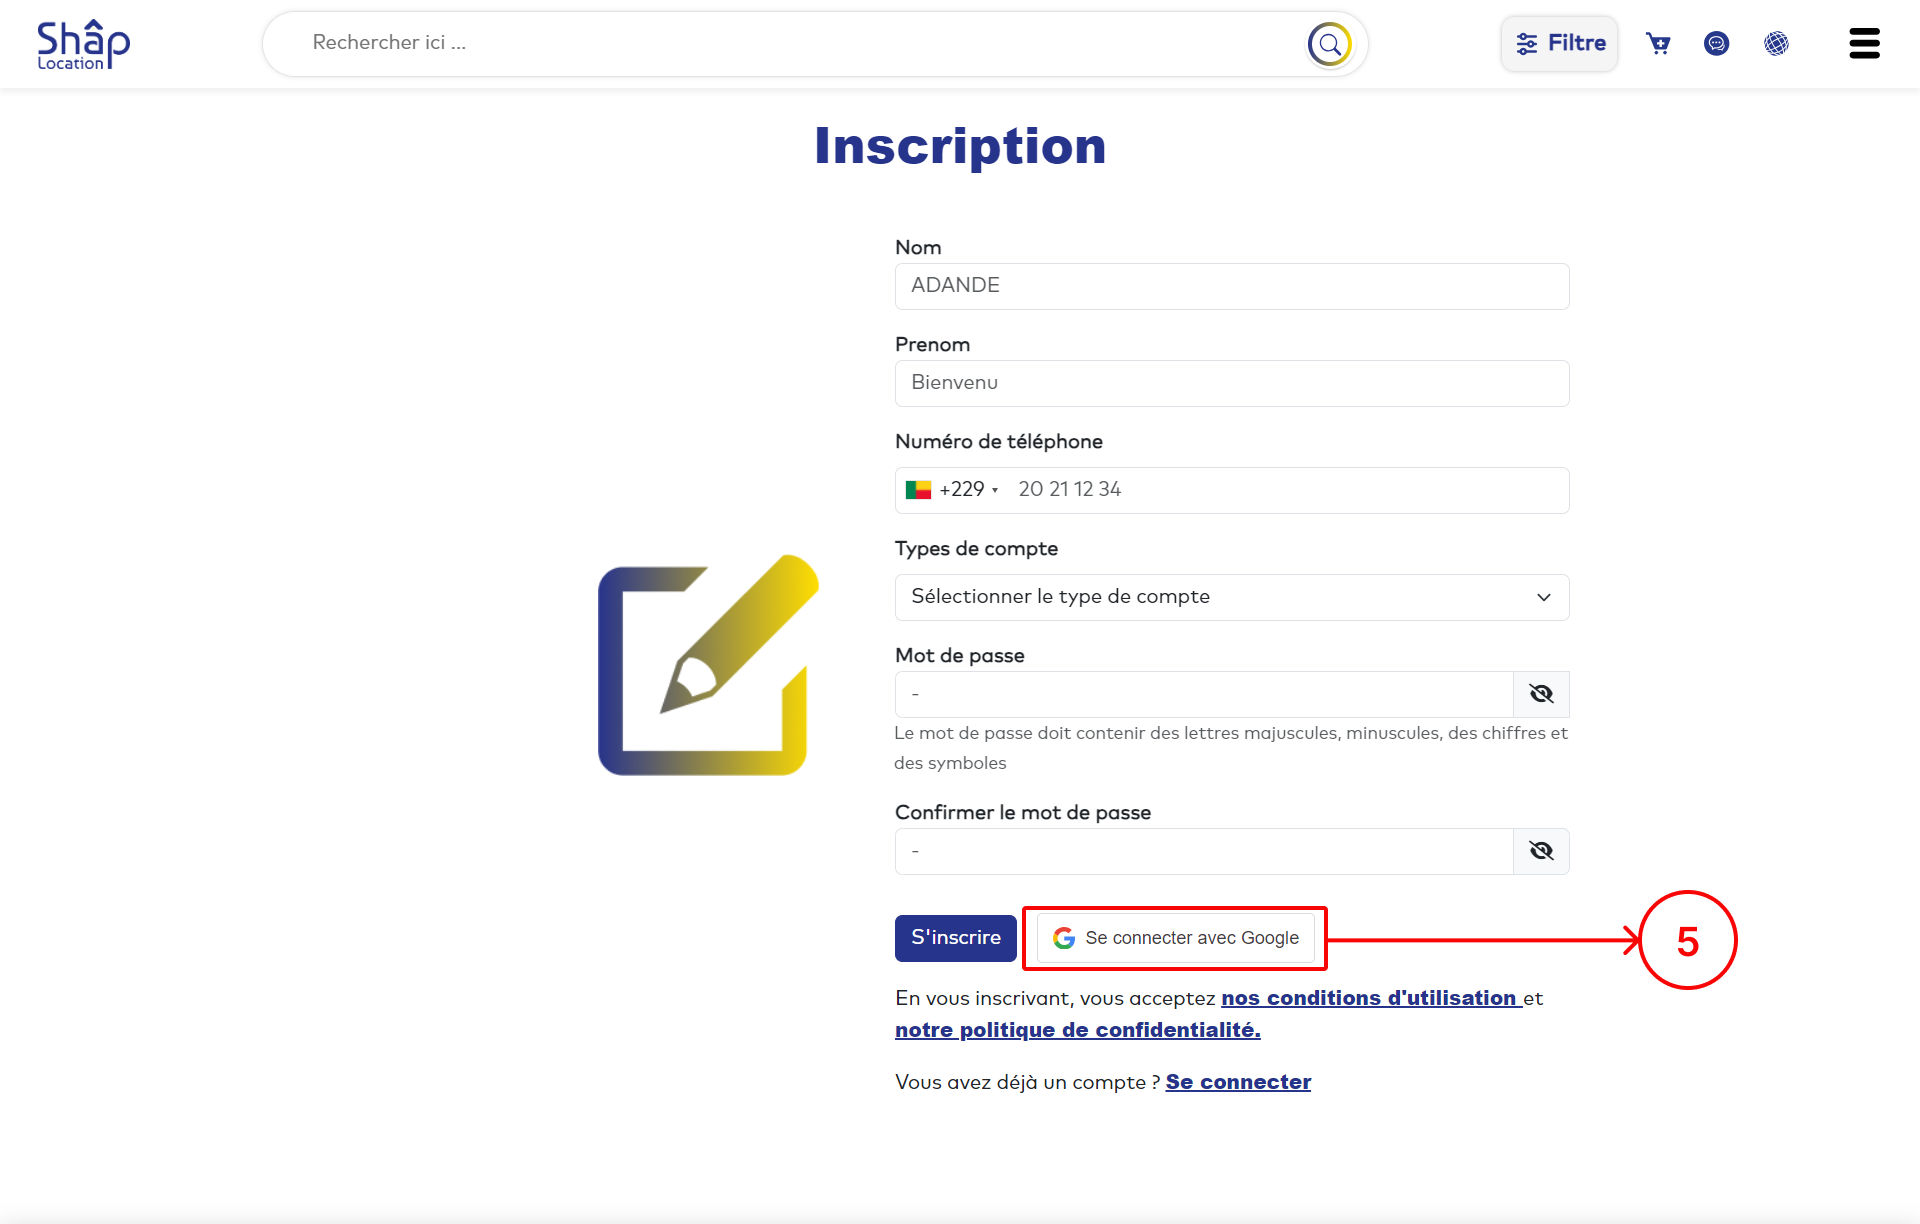 Shâp
Location
Rechercher ici ...
Filtre
Inscription
Nom
ADANDE
Prenom
Bienvenu
Numéro de téléphone
+229 20 21 12 34
Types de compte
Sélectionner le type de compte
Mot de passe
-
Le mot de passe doit contenir des lettres majuscules, minuscules, des chiffres et
des symboles
Confirmer le mot de passe
-
S'inscrire Se connecter avec Google 5
En vous inscrivant, vous acceptez nos conditions d'utilisation et
notre politique de confidentialité.
Vous avez déjà un compte ? Se connecter